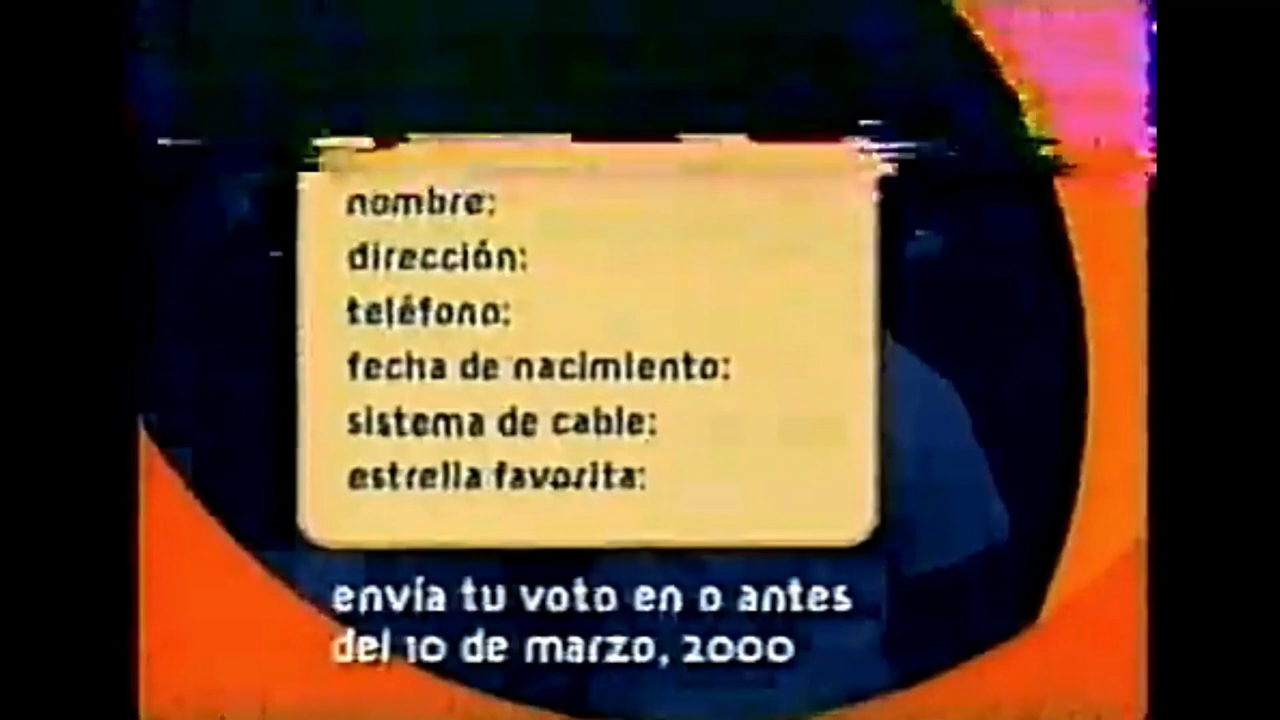 nombre:
dirección:
teléfono:
fecha de nacimiento:
sistema de cable:
estrella favorita:
envía tu voto en o antes
del 10 de marzo, 2000